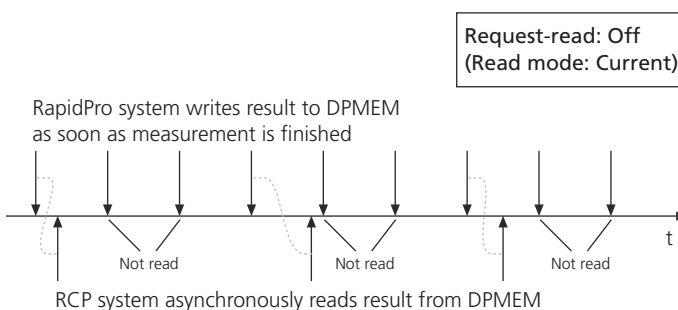 Request-read: Off
(Read mode: Current)
RapidPro system writes result to DPMEM
as soon as measurement is finished
t
Not read
Not read
Not read
RCP system asynchronously reads result from DPMEM